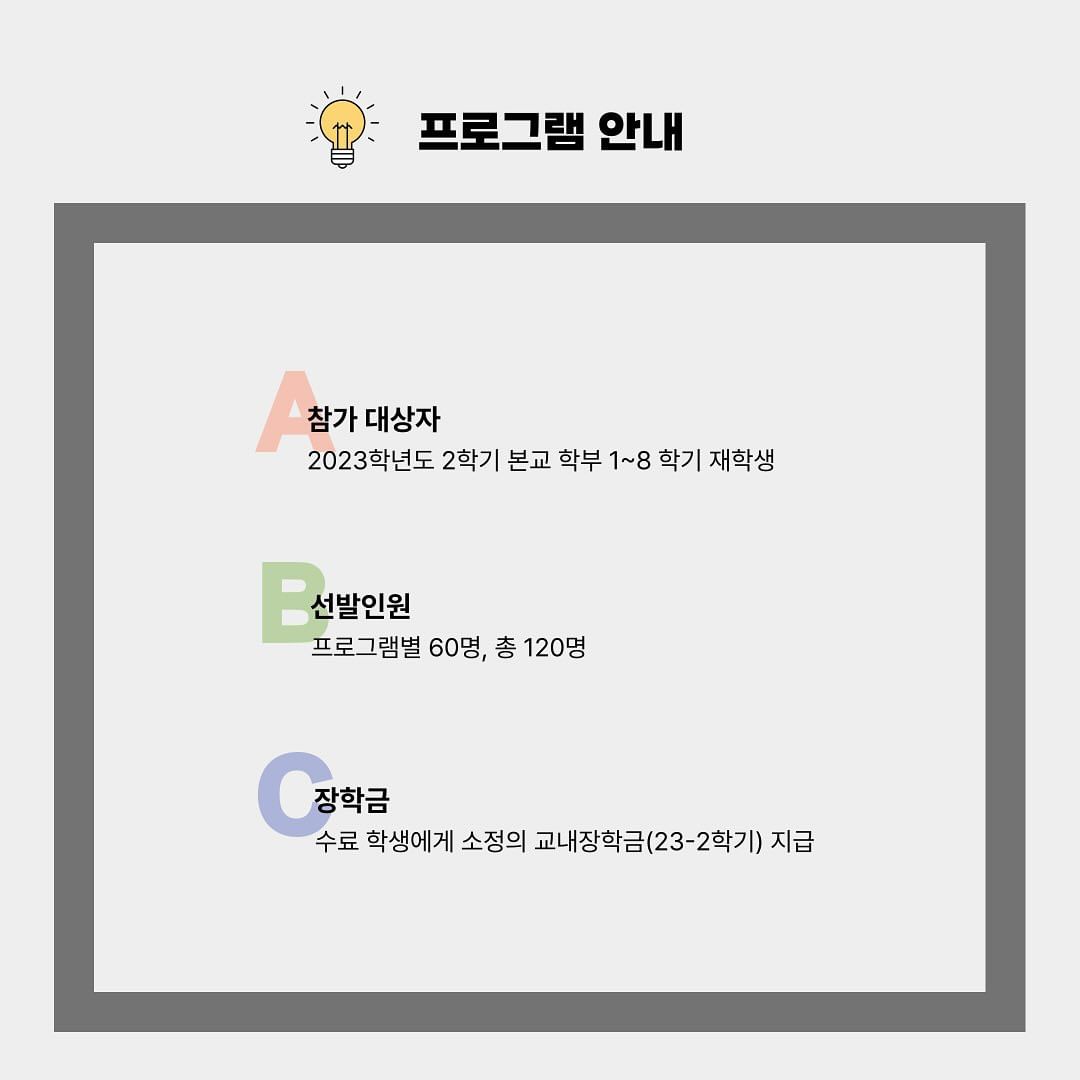 프로그램 안내
A
참가 대상자
2023학년도 2학기 본교 학부 1~8 학기 재학생
B
선발인원
프로그램별 60명, 총 120명
C
장학금
수료 학생에게 소정의 교내장학금(23-2학기) 지급